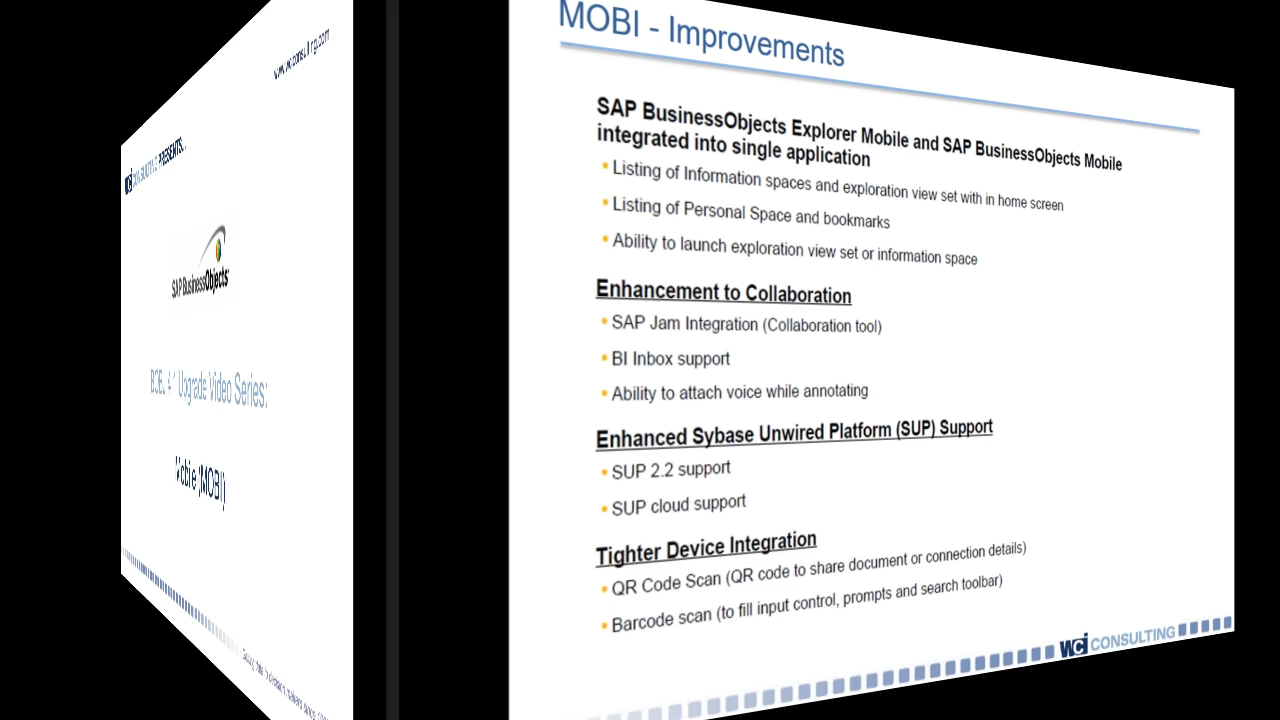 www.wciconsulting.com
wci CONSULTING PRESENTS...
SAP BusinessObjects
Upgrade Video Series:
Mobile (MOBI)
MOBI - Improvements
SAP BusinessObjects Explorer Mobile and SAP BusinessObjects Mobile
integrated into single application
• Listing of Information spaces and exploration view set with in home screen
• Listing of Personal Space and bookmarks
• Ability to launch exploration view set or information space
Enhancement to Collaboration
• SAP Jam Integration (Collaboration tool)
• BI Inbox support
• Ability to attach voice while annotating
Enhanced Sybase Unwired Platform (SUP) Support
• SUP 2.2 support
• SUP cloud support
Tighter Device Integration
• QR Code Scan (QR code to share document or connection details)
• Barcode scan (to fill input control, prompts and search toolbar)
wci CONSULTING